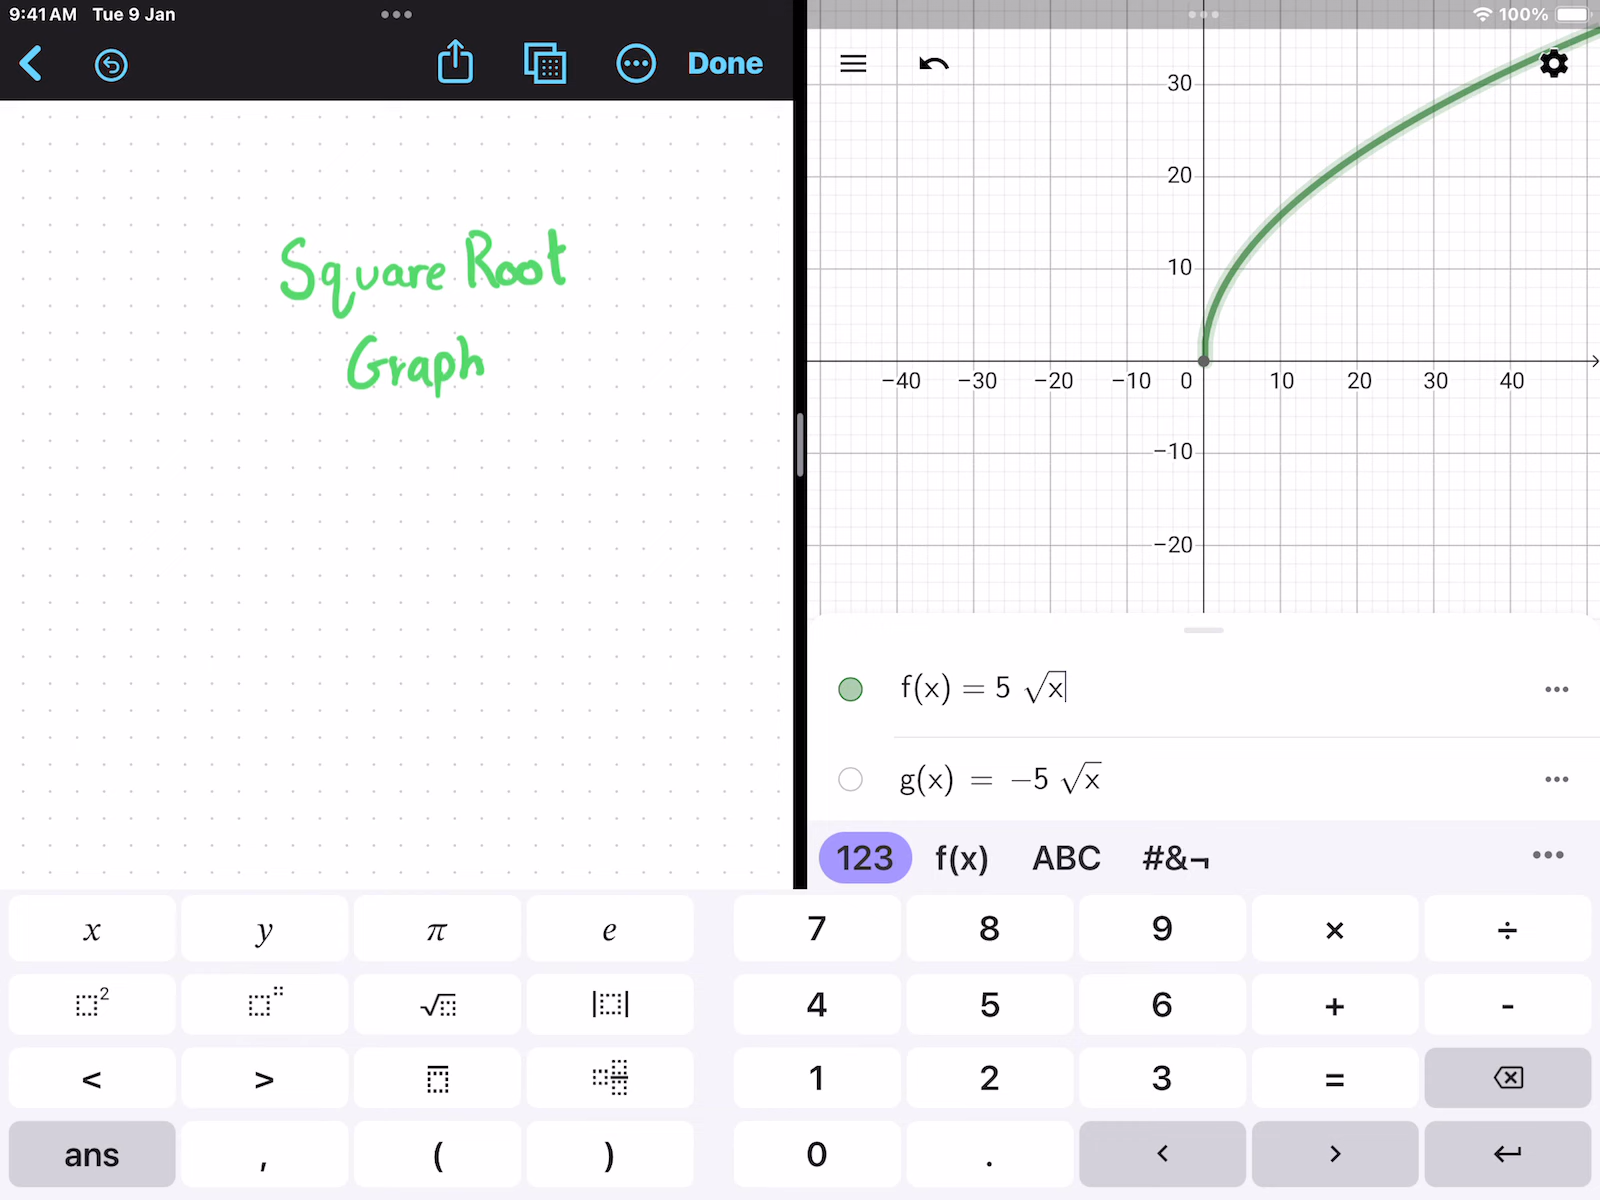 9:41 AM Tue 9 Jan
100%
Done
Square Root
Graph
30
20
10
−40 −30 −20 −10 0 10 20 30 40
−10
−20
f(x) = 5 √x
g(x) = −5 √x
123 f(x) ABC #&¬
x y π e 7 8 9 × ÷
□² □^□ √□ |□| 4 5 6 + -
< > 1 2 3 =
ans , ( ) 0 . < >